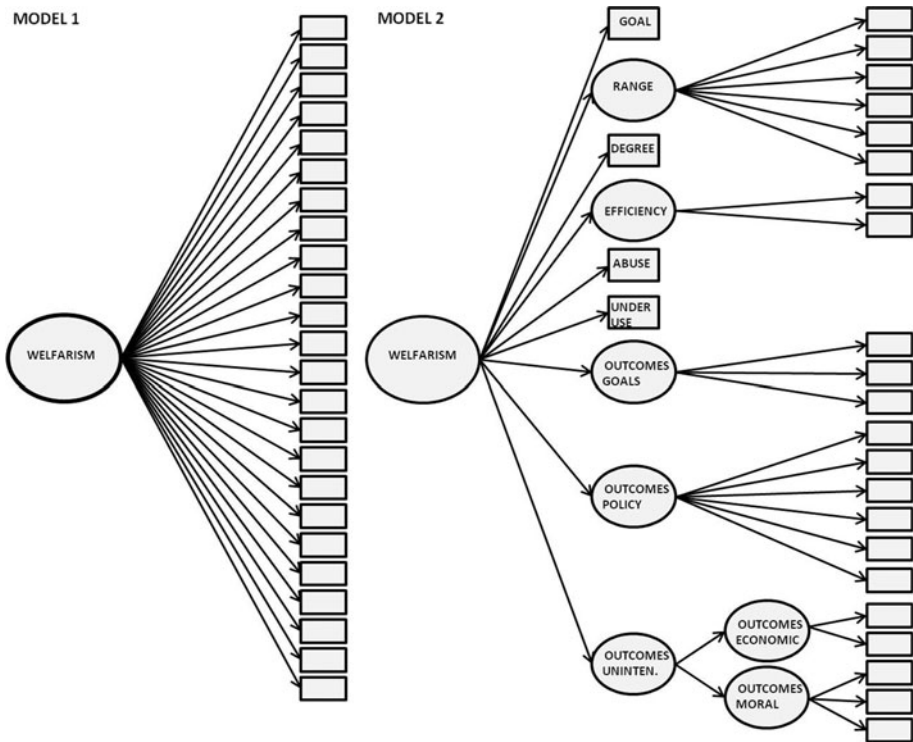 MODEL 1
WELFARISM
MODEL 2
WELFARISM
GOAL
RANGE
DEGREE
EFFICIENCY
ABUSE
UNDER
USE
OUTCOMES
GOALS
OUTCOMES
POLICY
OUTCOMES
UNINTEN.
OUTCOMES
ECONOMIC
OUTCOMES
MORAL